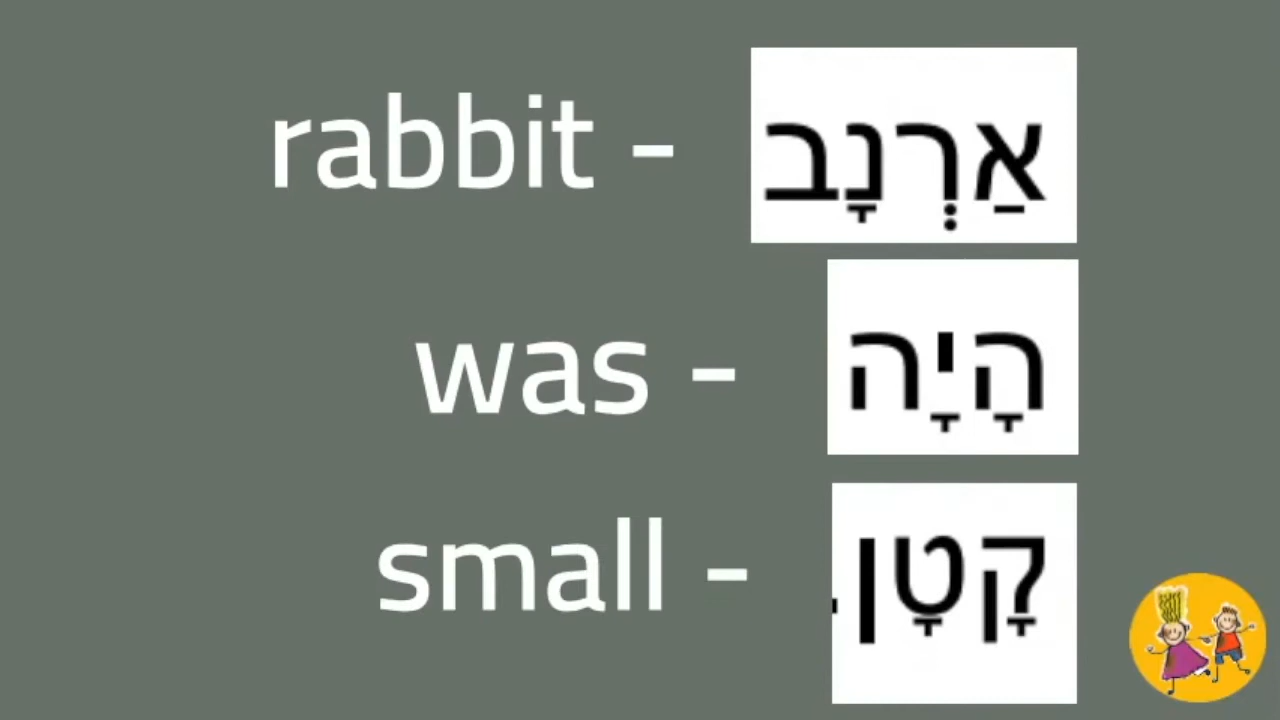 rabbit - אַרְנָב
was - הָיָה
small - קָטָן.